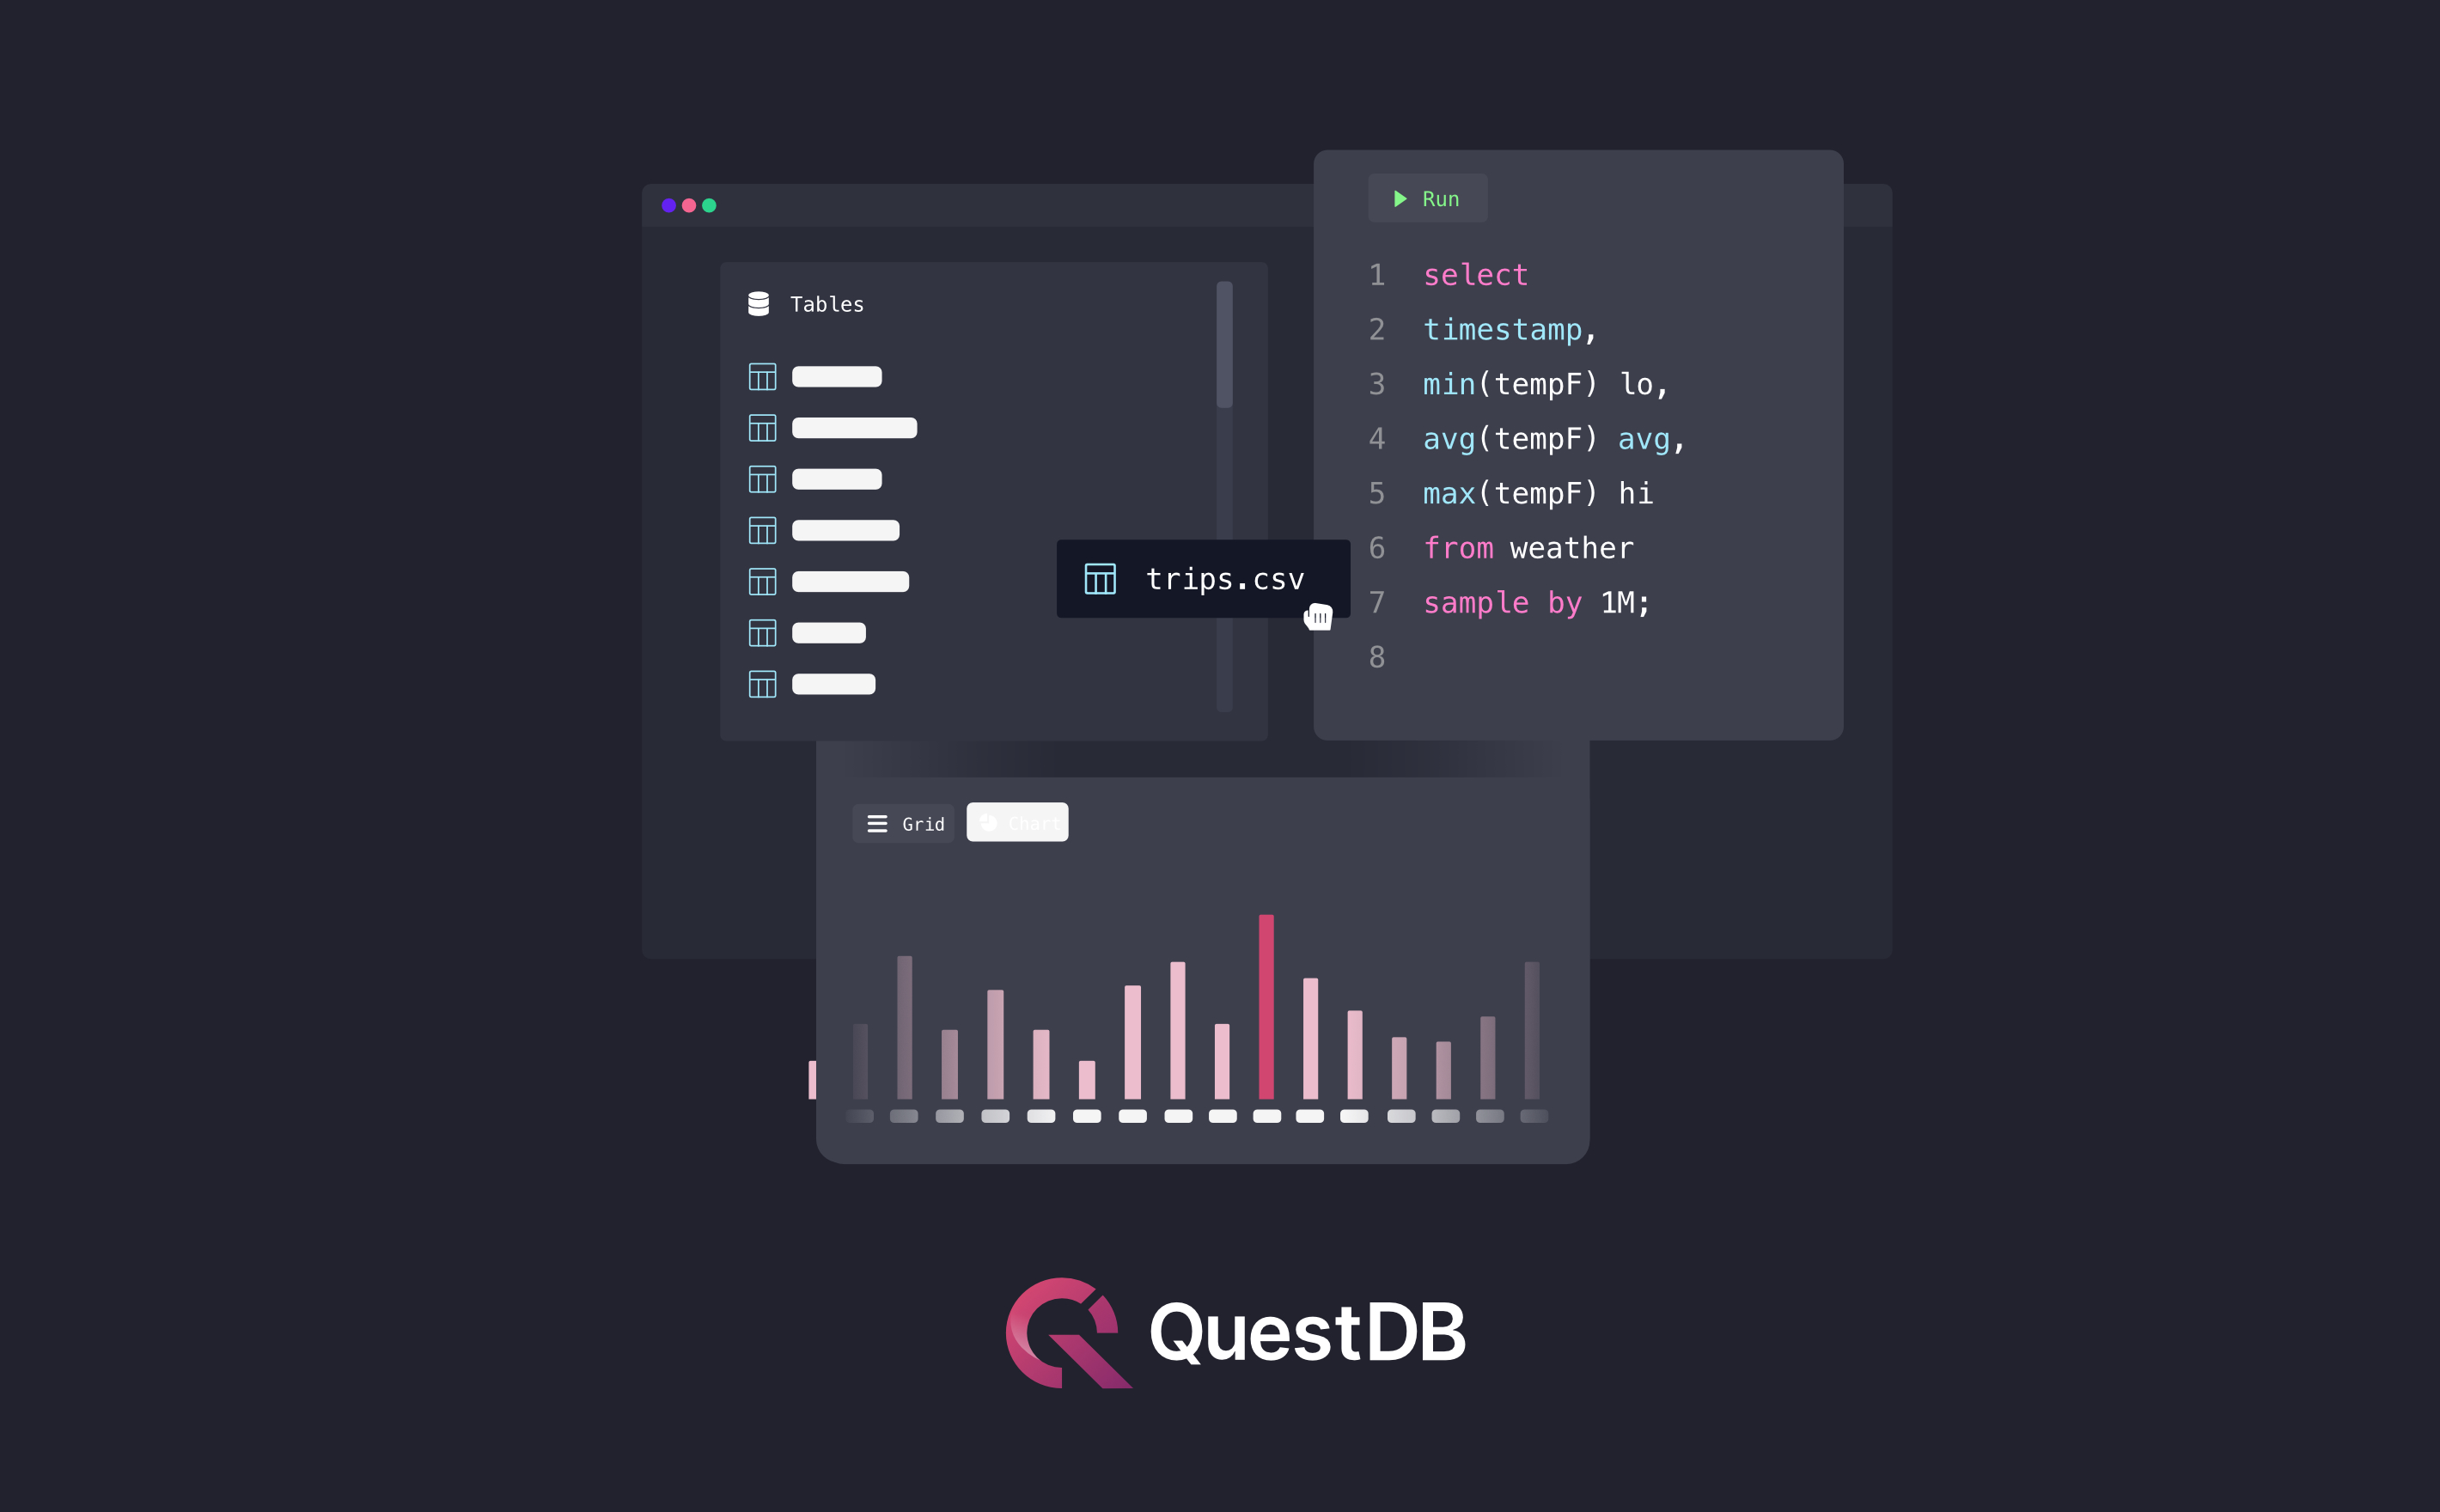 Tables
trips.csv
Run
1 select
2 timestamp,
3 min(tempF) lo,
4 avg(tempF) avg,
5 max(tempF) hi
6 from weather
7 sample by 1M;
8
Grid
Chart
QuestDB